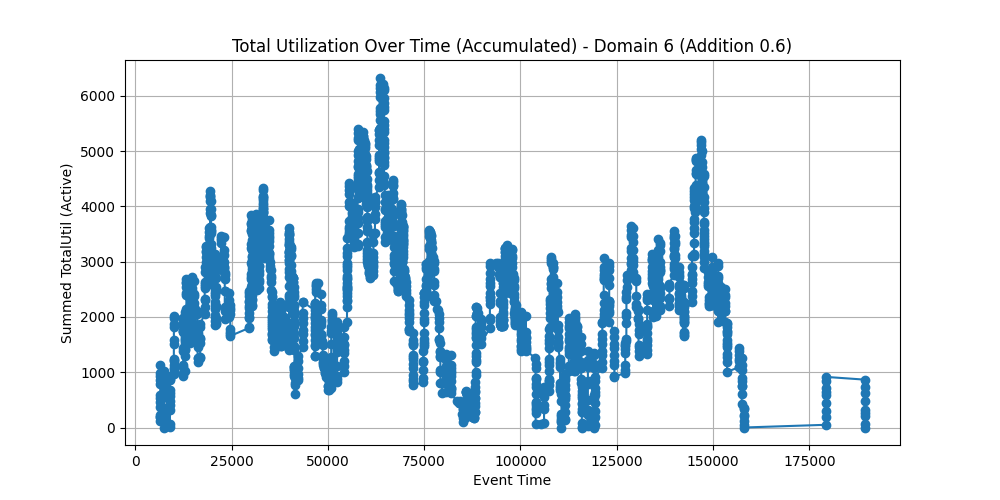 Total Utilization Over Time (Accumulated) - Domain 6 (Addition 0.6)
Summed TotalUtil (Active)
6000
5000
4000
3000
2000
1000
0
0 25000 50000 75000 100000 125000 150000 175000
Event Time